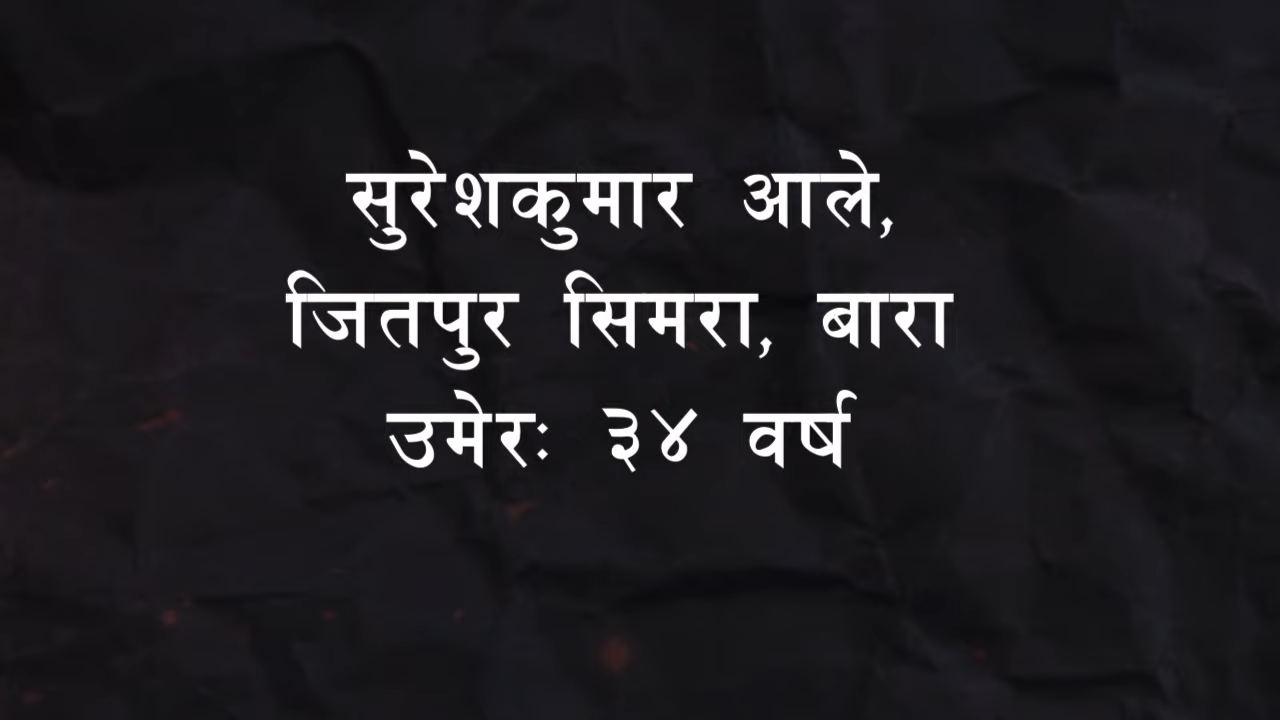 सुरेशकुमार आले,
जितपुर सिमरा, बारा
उमेरः ३४ वर्ष